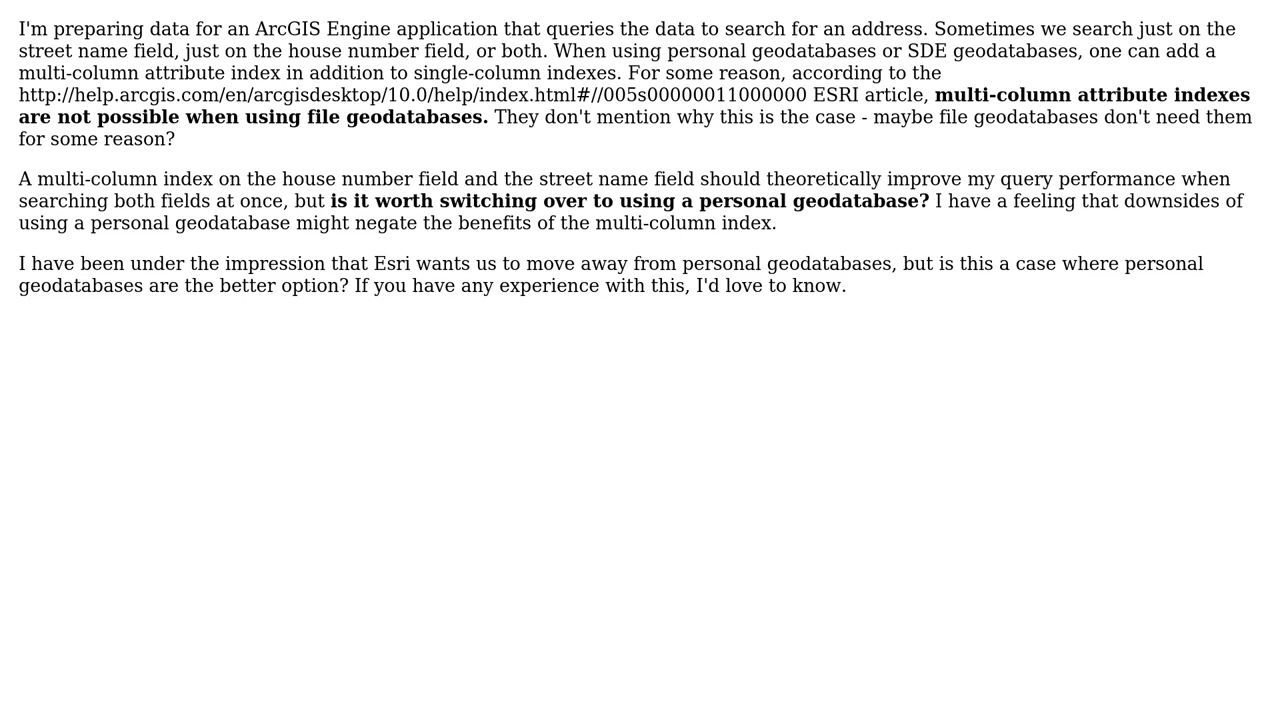 I'm preparing data for an ArcGIS Engine application that queries the data to search for an address. Sometimes we search just on the
street name field, just on the house number field, or both. When using personal geodatabases or SDE geodatabases, one can add a
multi-column attribute index in addition to single-column indexes. For some reason, according to the
http://help.arcgis.com/en/arcgisdesktop/10.0/help/index.html#//005s00000011000000 ESRI article, multi-column attribute indexes
are not possible when using file geodatabases. They don't mention why this is the case - maybe file geodatabases don't need them
for some reason?
A multi-column index on the house number field and the street name field should theoretically improve my query performance when
searching both fields at once, but is it worth switching over to using a personal geodatabase? I have a feeling that downsides of
using a personal geodatabase might negate the benefits of the multi-column index.
I have been under the impression that Esri wants us to move away from personal geodatabases, but is this a case where personal
geodatabases are the better option? If you have any experience with this, I'd love to know.